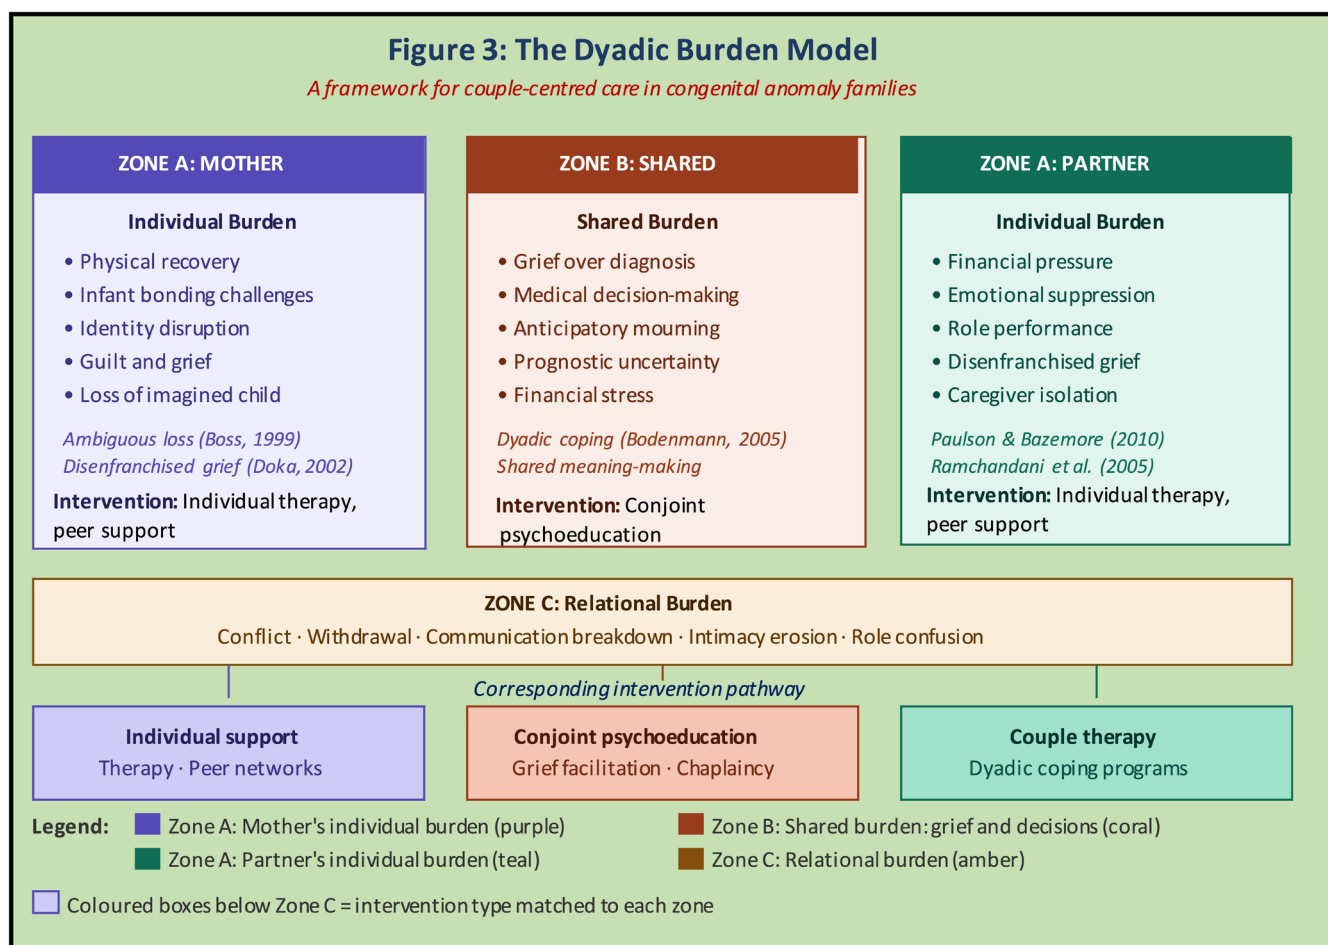 Figure 3: The Dyadic Burden Model
A framework for couple-centred care in congenital anomaly families
ZONE A: MOTHER
Individual Burden
• Physical recovery
• Infant bonding challenges
• Identity disruption
• Guilt and grief
• Loss of imagined child
Ambiguous loss (Boss, 1999)
Disenfranchised grief (Doka, 2002)
Intervention: Individual therapy,
peer support
ZONE B: SHARED
Shared Burden
• Grief over diagnosis
• Medical decision-making
• Anticipatory mourning
• Prognostic uncertainty
• Financial stress
Dyadic coping (Bodenmann, 2005)
Shared meaning-making
Intervention: Conjoint
psychoeducation
ZONE A: PARTNER
Individual Burden
• Financial pressure
• Emotional suppression
• Role performance
• Disenfranchised grief
• Caregiver isolation
Paulson & Bazemore (2010)
Ramchandani et al. (2005)
Intervention: Individual therapy,
peer support
ZONE C: Relational Burden
Conflict · Withdrawal · Communication breakdown · Intimacy erosion · Role confusion
Corresponding intervention pathway
Individual support
Therapy · Peer networks
Conjoint psychoeducation
Grief facilitation · Chaplaincy
Couple therapy
Dyadic coping programs
Legend:
Zone A: Mother's individual burden (purple)
Zone B: Shared burden: grief and decisions (coral)
Zone A: Partner's individual burden (teal)
Zone C: Relational burden (amber)
Coloured boxes below Zone C = intervention type matched to each zone